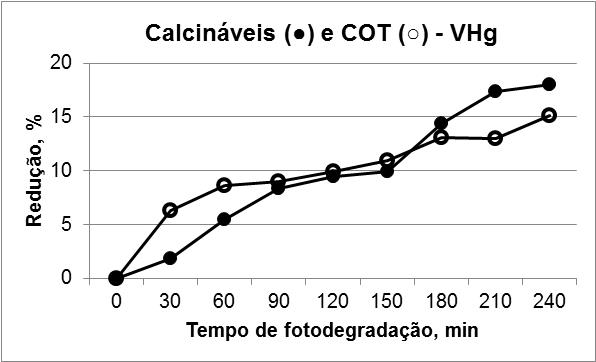 Calcináveis (●) e COT (○) - VHg
20
15
10
5
0
Redução, %
0 30 60 90 120 150 180 210 240
Tempo de fotodegradação, min